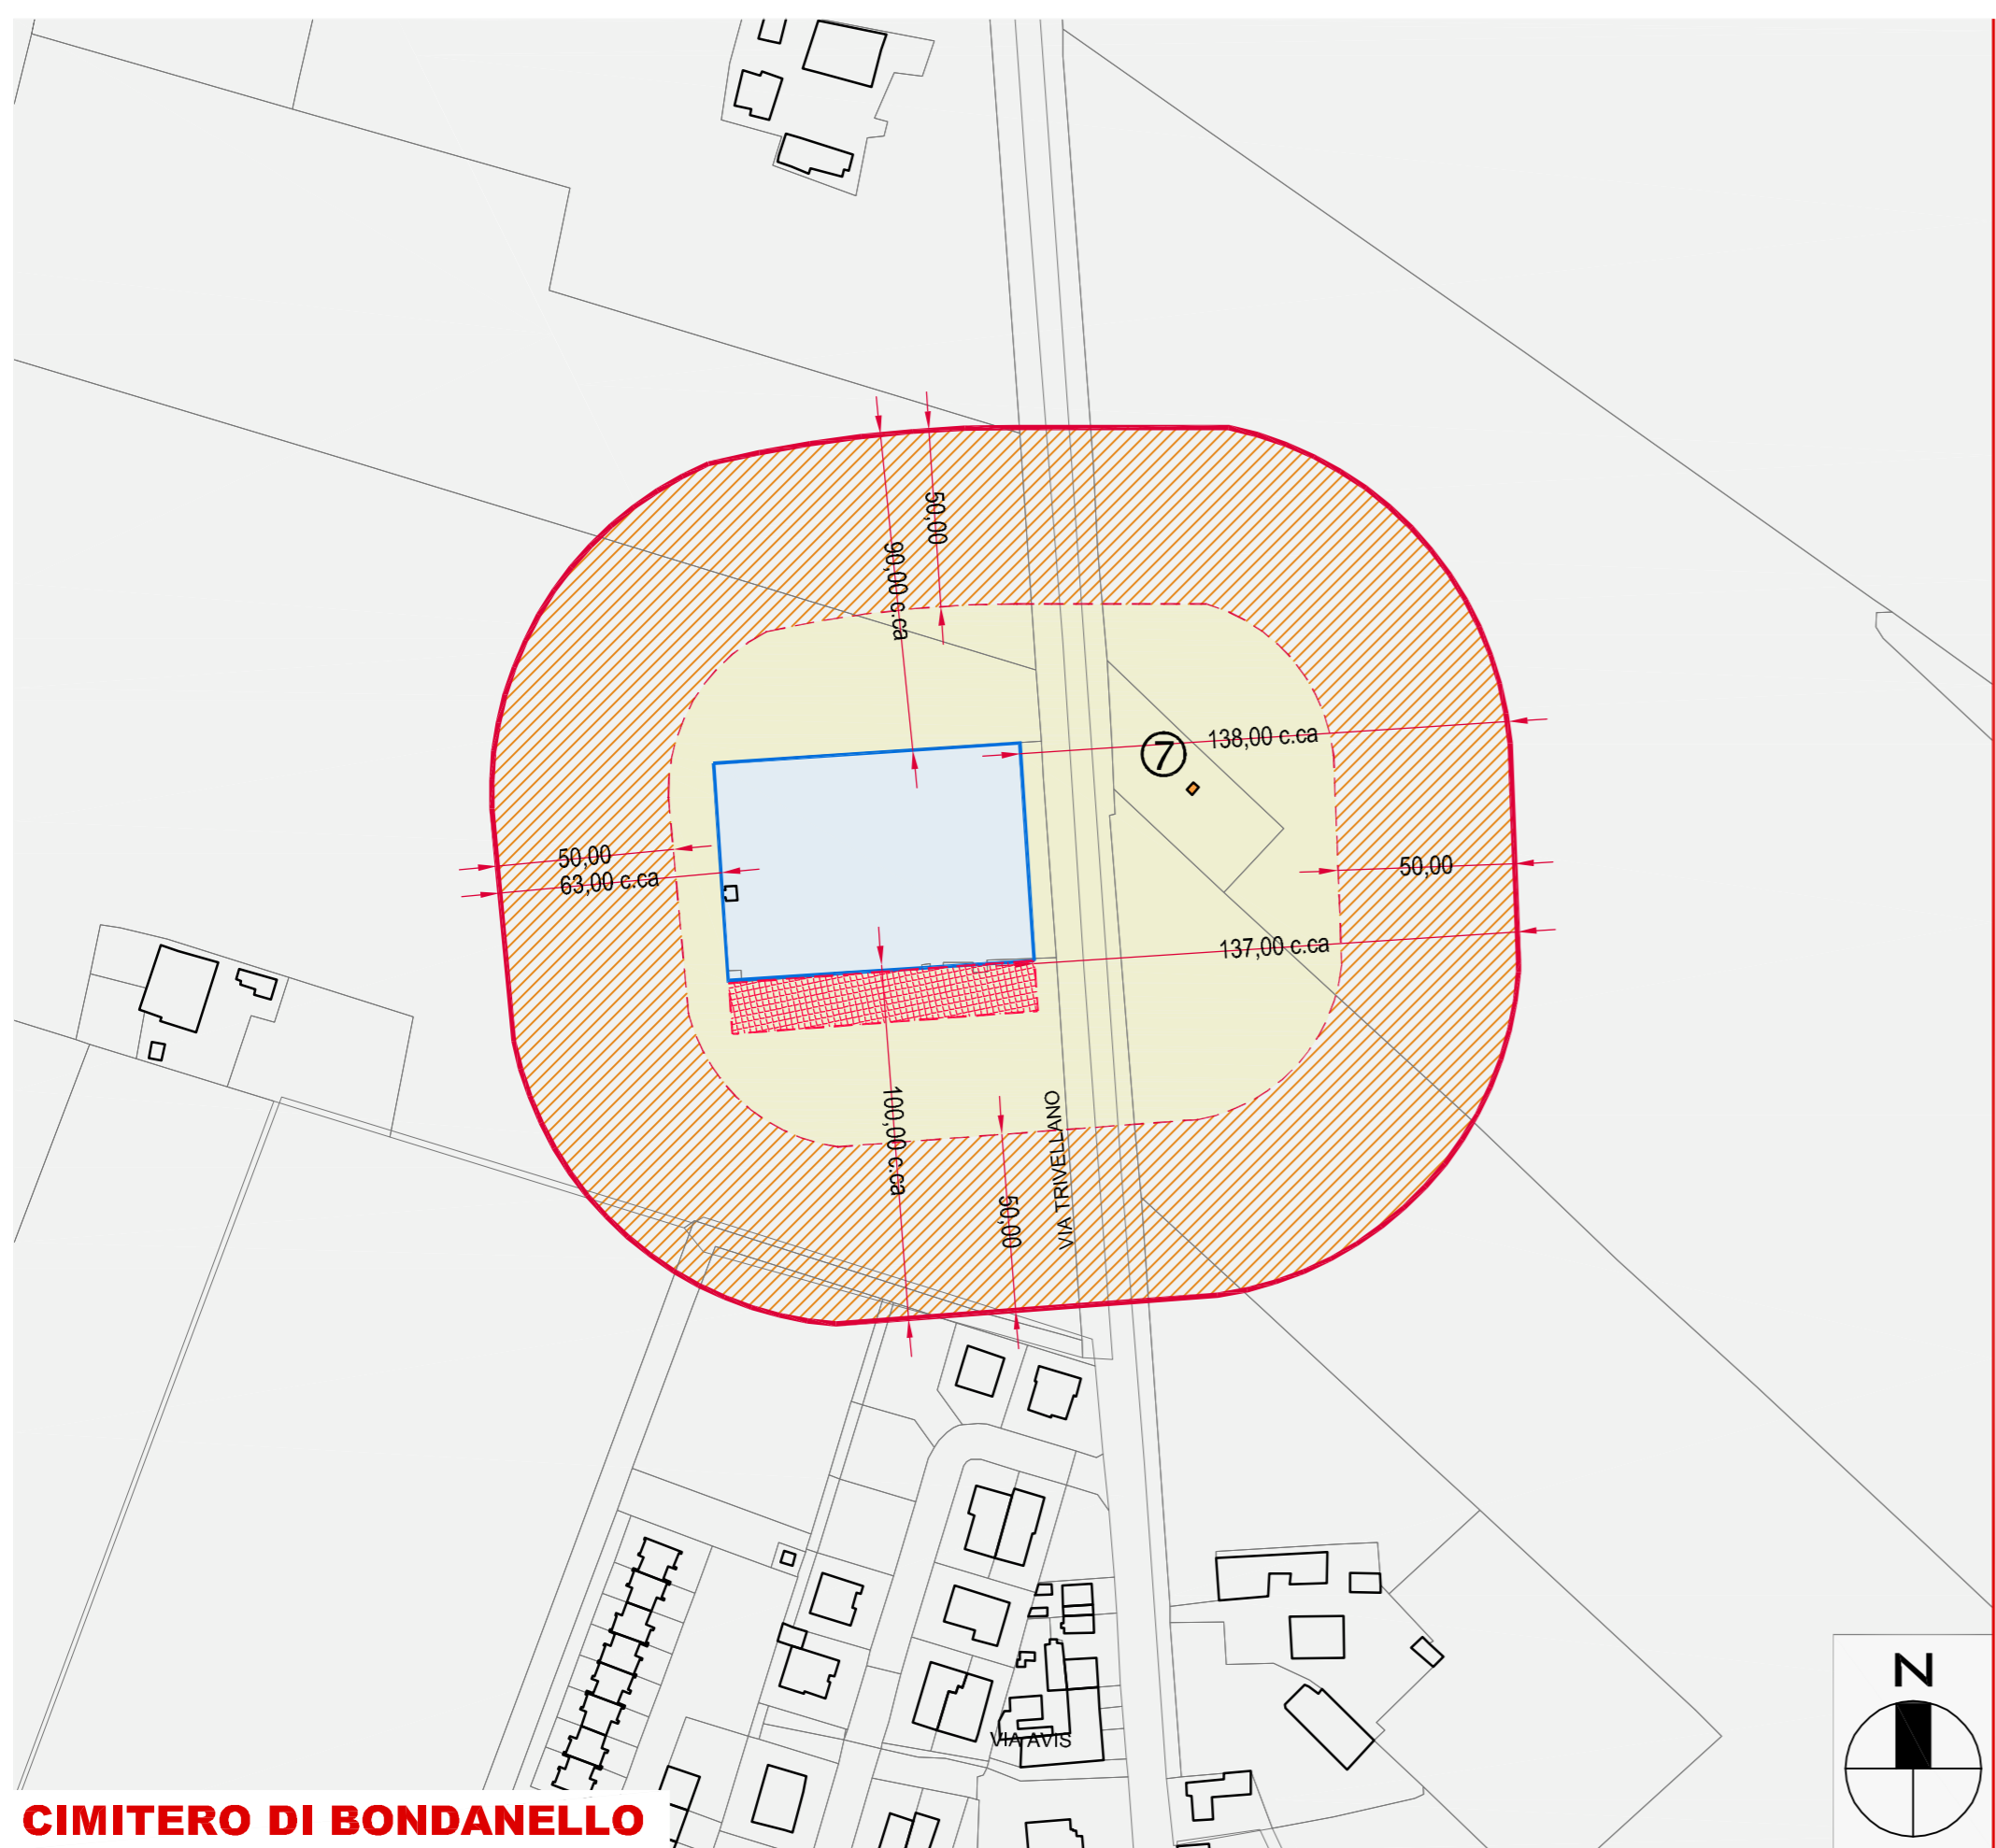 50,00
90,00 c.ca
138,00 c.ca
7
50,00
63,00 c.ca
50,00
137,00 c.ca
100,00 c.ca
VIA TRIVELLANO
50,00
VIA AVIS
N
CIMITERO DI BONDANELLO